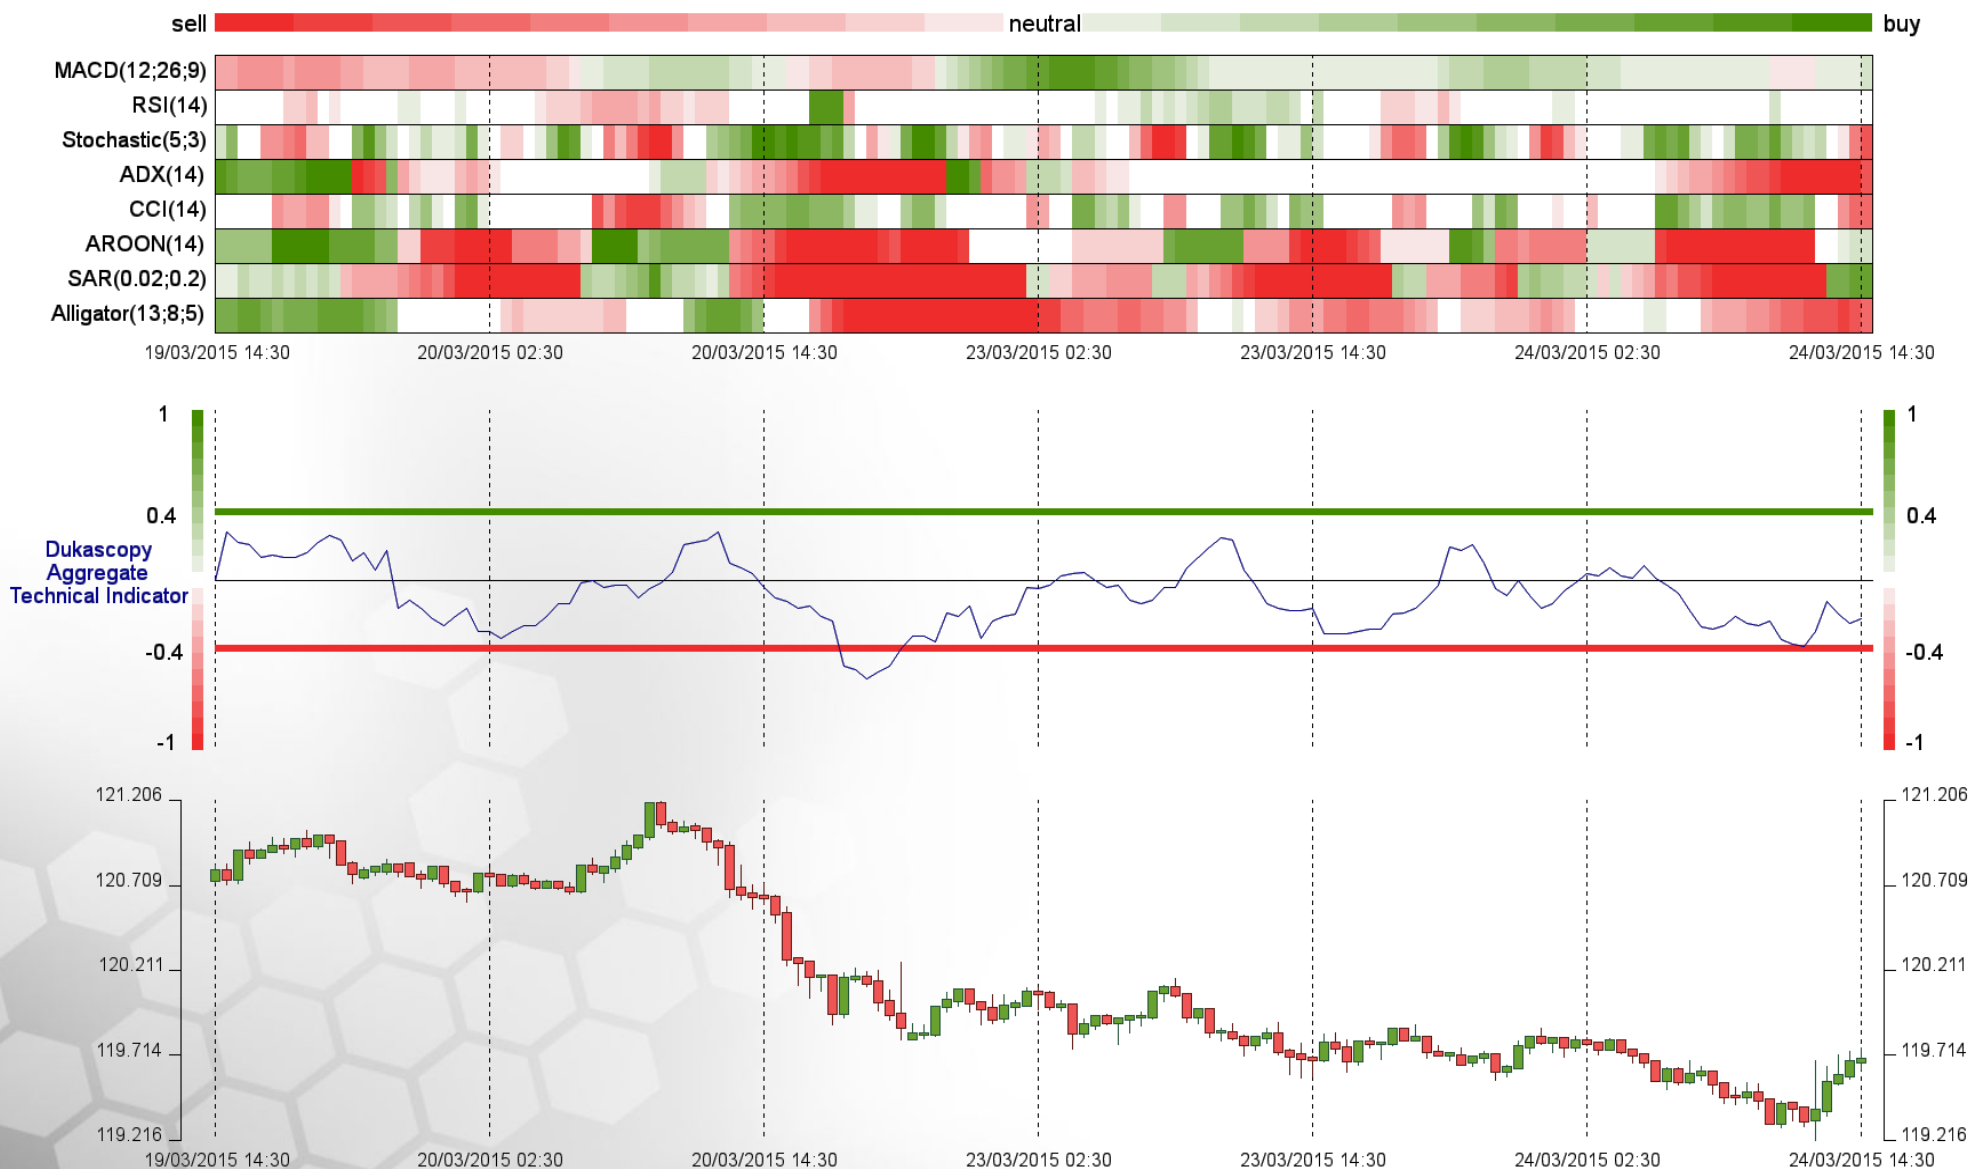 sell neutral buy
MACD(12;26;9)
RSI(14)
Stochastic(5;3)
ADX(14)
CCI(14)
AROON(14)
SAR(0.02;0.2)
Alligator(13;8;5)
19/03/2015 14:30 20/03/2015 02:30 20/03/2015 14:30 23/03/2015 02:30 23/03/2015 14:30 24/03/2015 02:30 24/03/2015 14:30
1 1
0.4 0.4
Dukascopy
Aggregate
Technical Indicator
-0.4 -0.4
-1 -1
121.206 121.206
120.709 120.709
120.211 120.211
119.714 119.714
119.216 119.216
19/03/2015 14:30 20/03/2015 02:30 20/03/2015 14:30 23/03/2015 02:30 23/03/2015 14:30 24/03/2015 02:30 24/03/2015 14:30